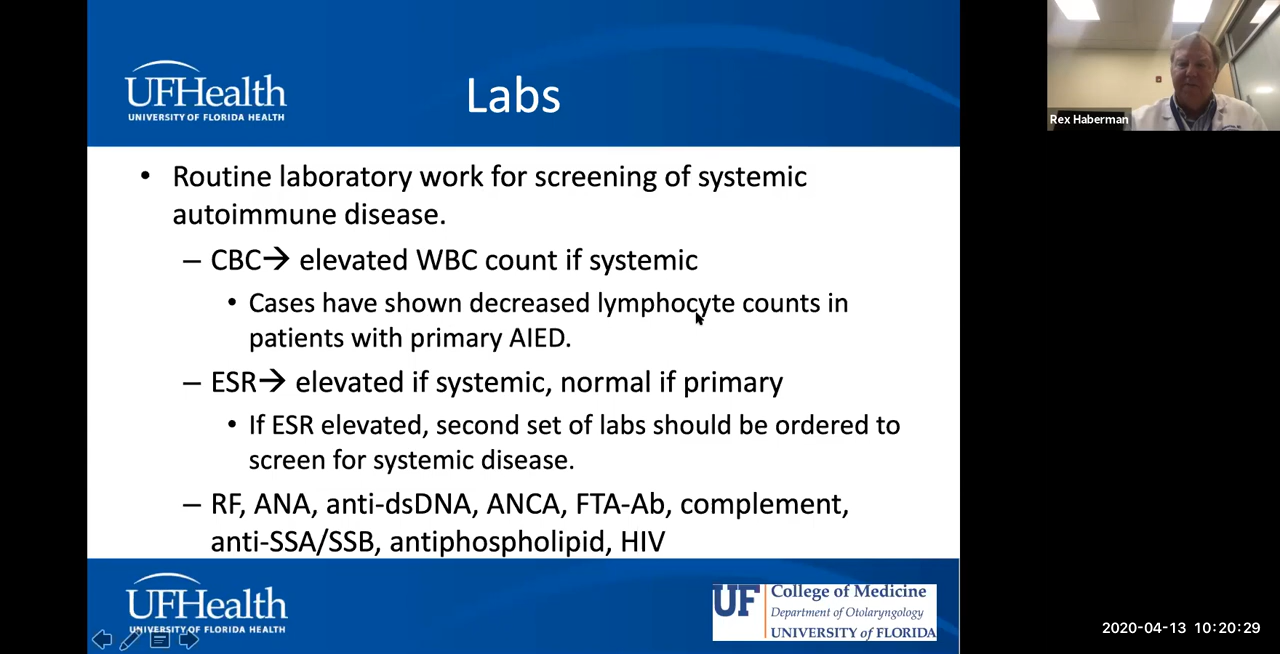 UFHealth
UNIVERSITY OF FLORIDA HEALTH
Labs
Rex Haberman
• Routine laboratory work for screening of systemic
autoimmune disease.
– CBC→ elevated WBC count if systemic
• Cases have shown decreased lymphocyte counts in
patients with primary AIED.
– ESR→ elevated if systemic, normal if primary
• If ESR elevated, second set of labs should be ordered to
screen for systemic disease.
– RF, ANA, anti-dsDNA, ANCA, FTA-Ab, complement,
anti-SSA/SSB, antiphospholipid, HIV
UFHealth
UNIVERSITY OF FLORIDA HEALTH
UF College of Medicine
Department of Otolaryngology
UNIVERSITY of FLORIDA
2020-04-13 10:20:29